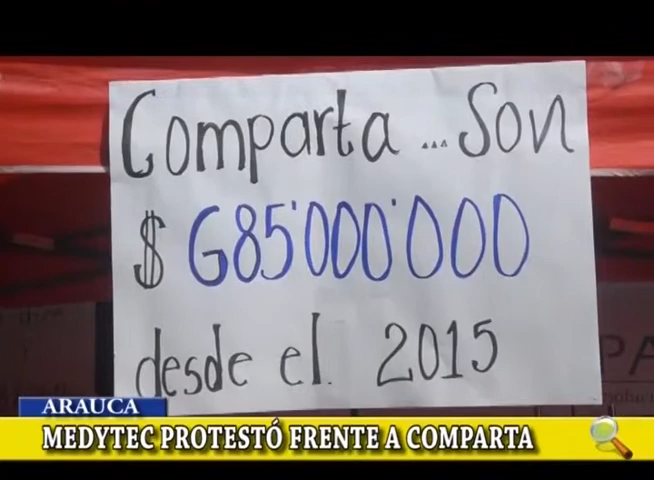 Comparta ... Son
$ 685'000'000
desde el. 2015
ARAUCA
MEDYTEC PROTESTÓ FRENTE A COMPARTA